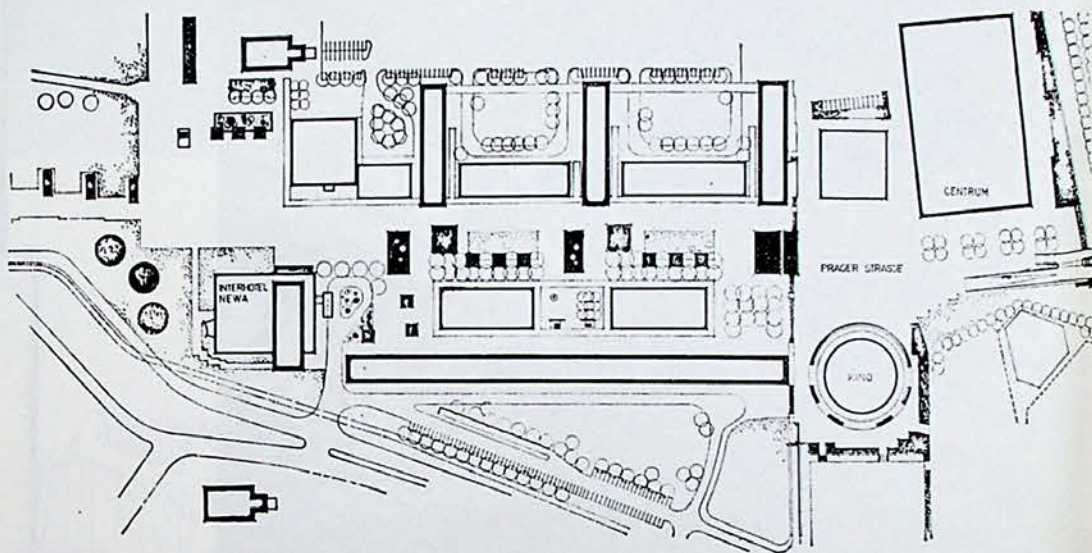 CENTRUM
PRAGER STRASSE
INTERHOTEL
NEWA
KINO